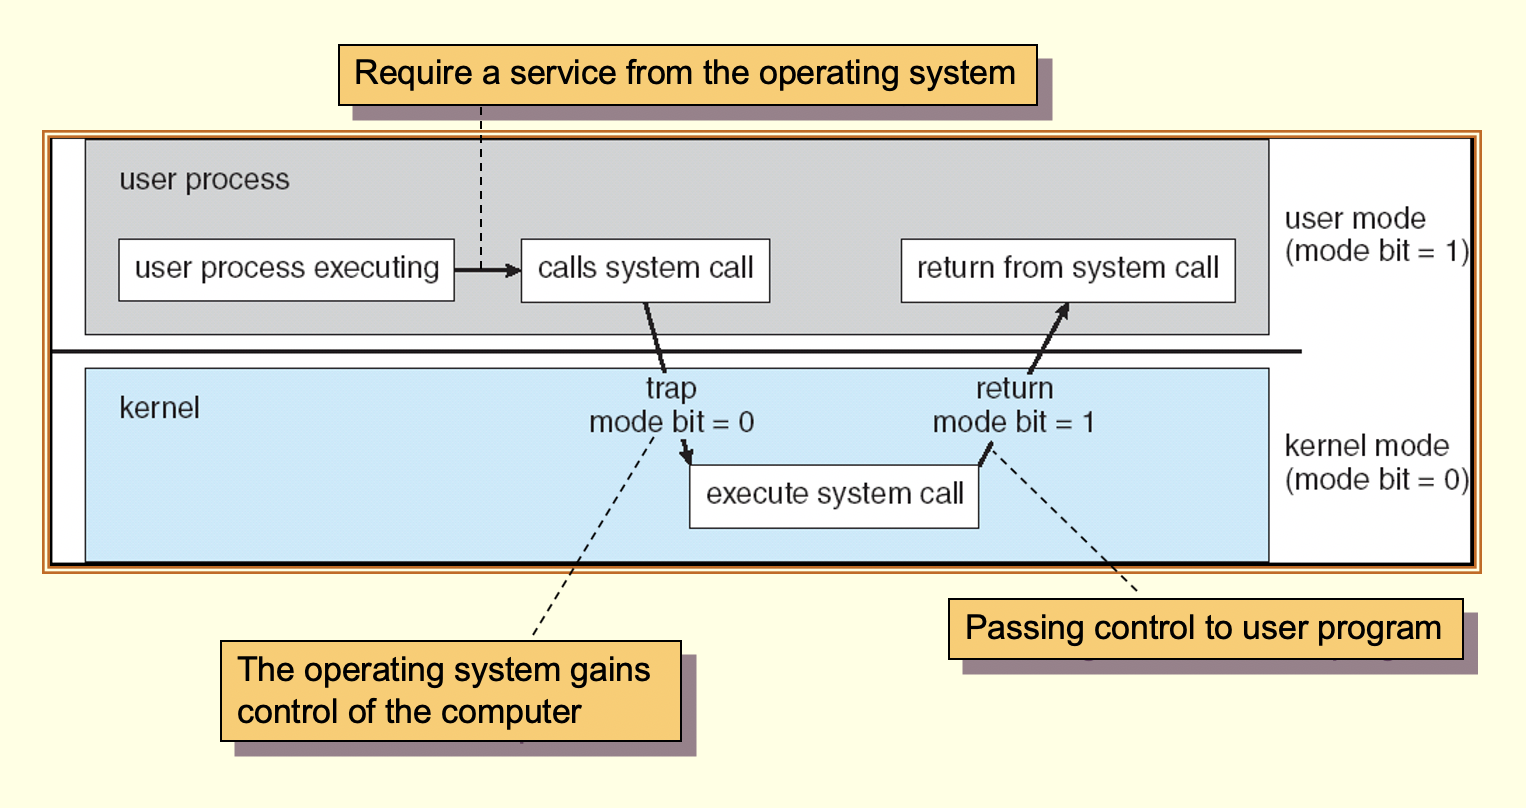 Require a service from the operating system
user process
user process executing
calls system call
return from system call
user mode
(mode bit = 1)
kernel
trap
mode bit = 0
return
mode bit = 1
execute system call
kernel mode
(mode bit = 0)
Passing control to user program
The operating system gains
control of the computer